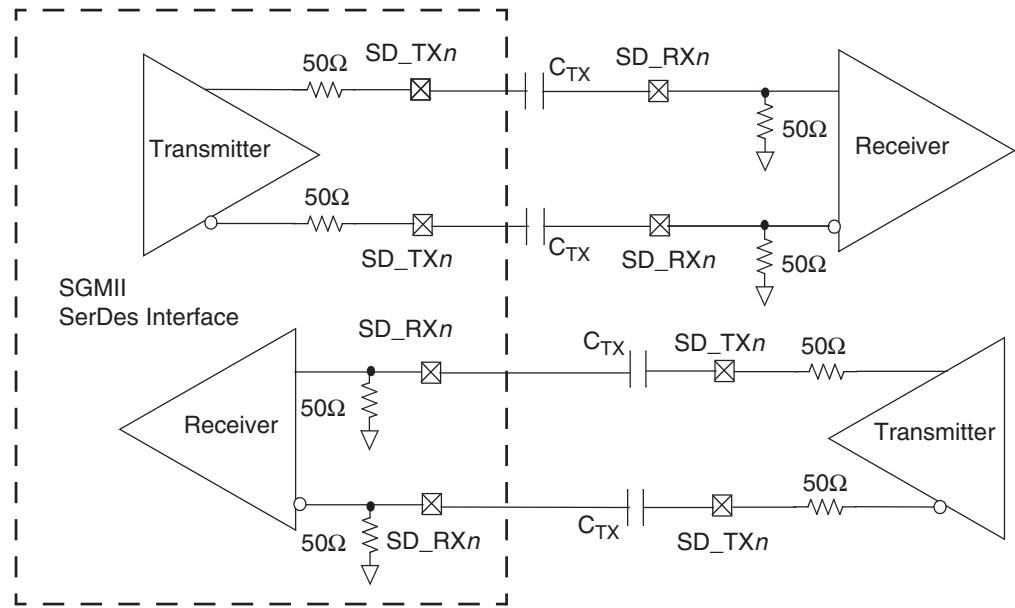 50Ω
SD_TXn
C_TX
SD_RXn
50Ω
Transmitter
Receiver
50Ω
SD_TXn
C_TX
SD_RXn
50Ω
SGMII
SerDes Interface
SD_RXn
C_TX
SD_TXn
50Ω
50Ω
Receiver
Transmitter
50Ω
SD_RXn
C_TX
SD_TXn
50Ω